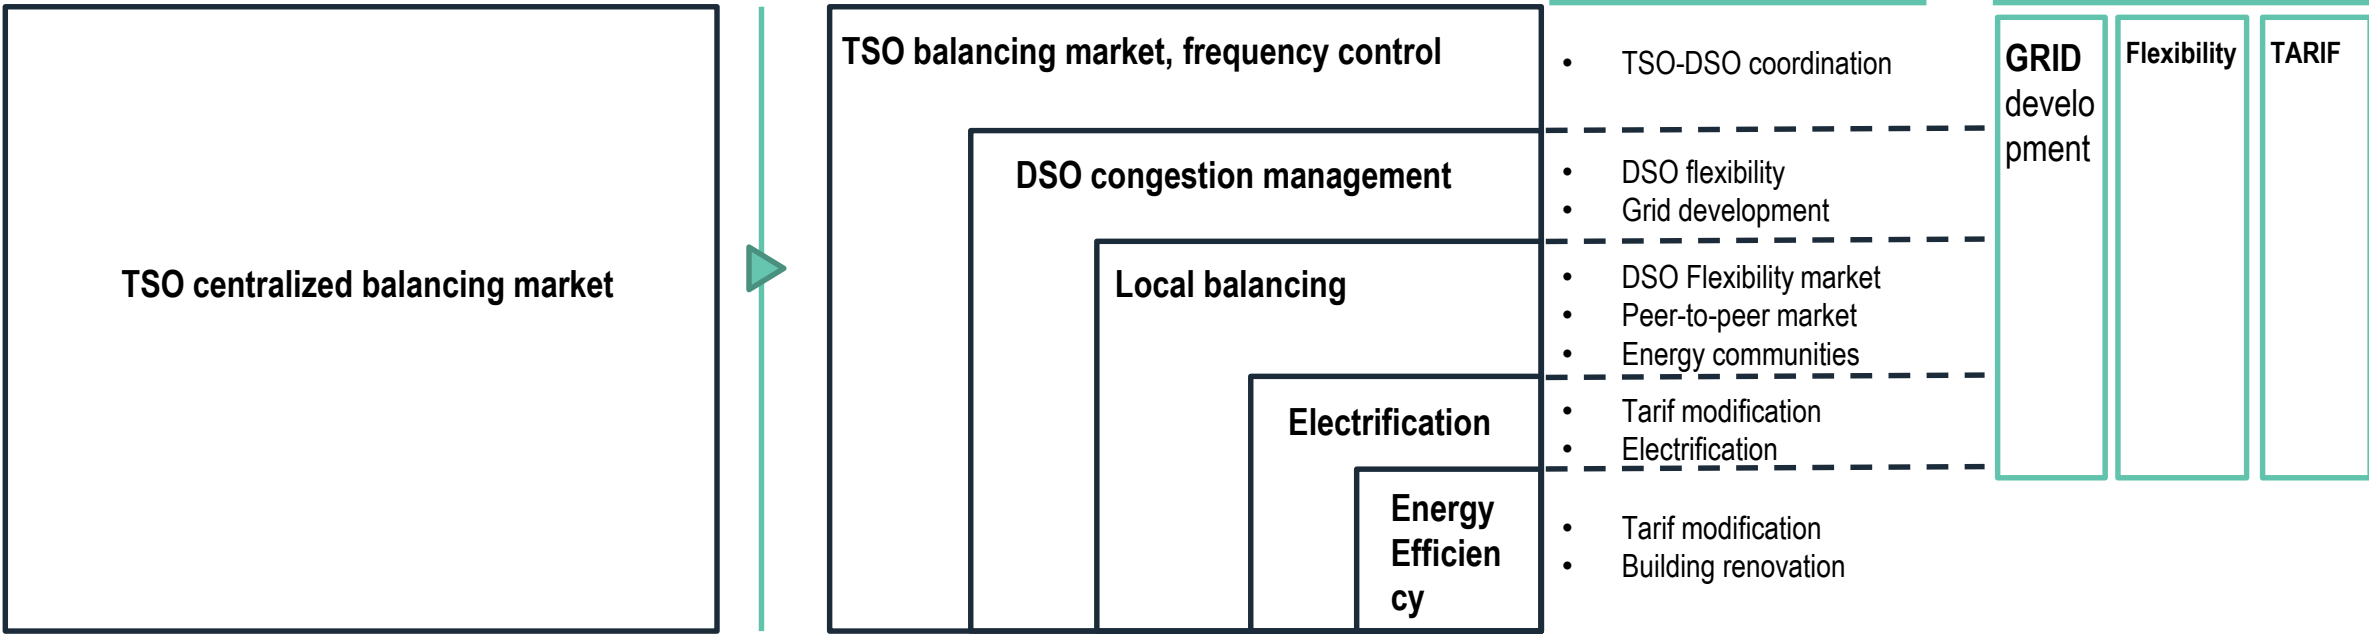 TSO centralized balancing market
TSO balancing market, frequency control
DSO congestion management
Local balancing
Electrification
Energy
Efficien
cy
• TSO-DSO coordination
• DSO flexibility
• Grid development
• DSO Flexibility market
• Peer-to-peer market
• Energy communities
• Tarif modification
• Electrification
• Tarif modification
• Building renovation
GRID
develo
pment
Flexibility
TARIF